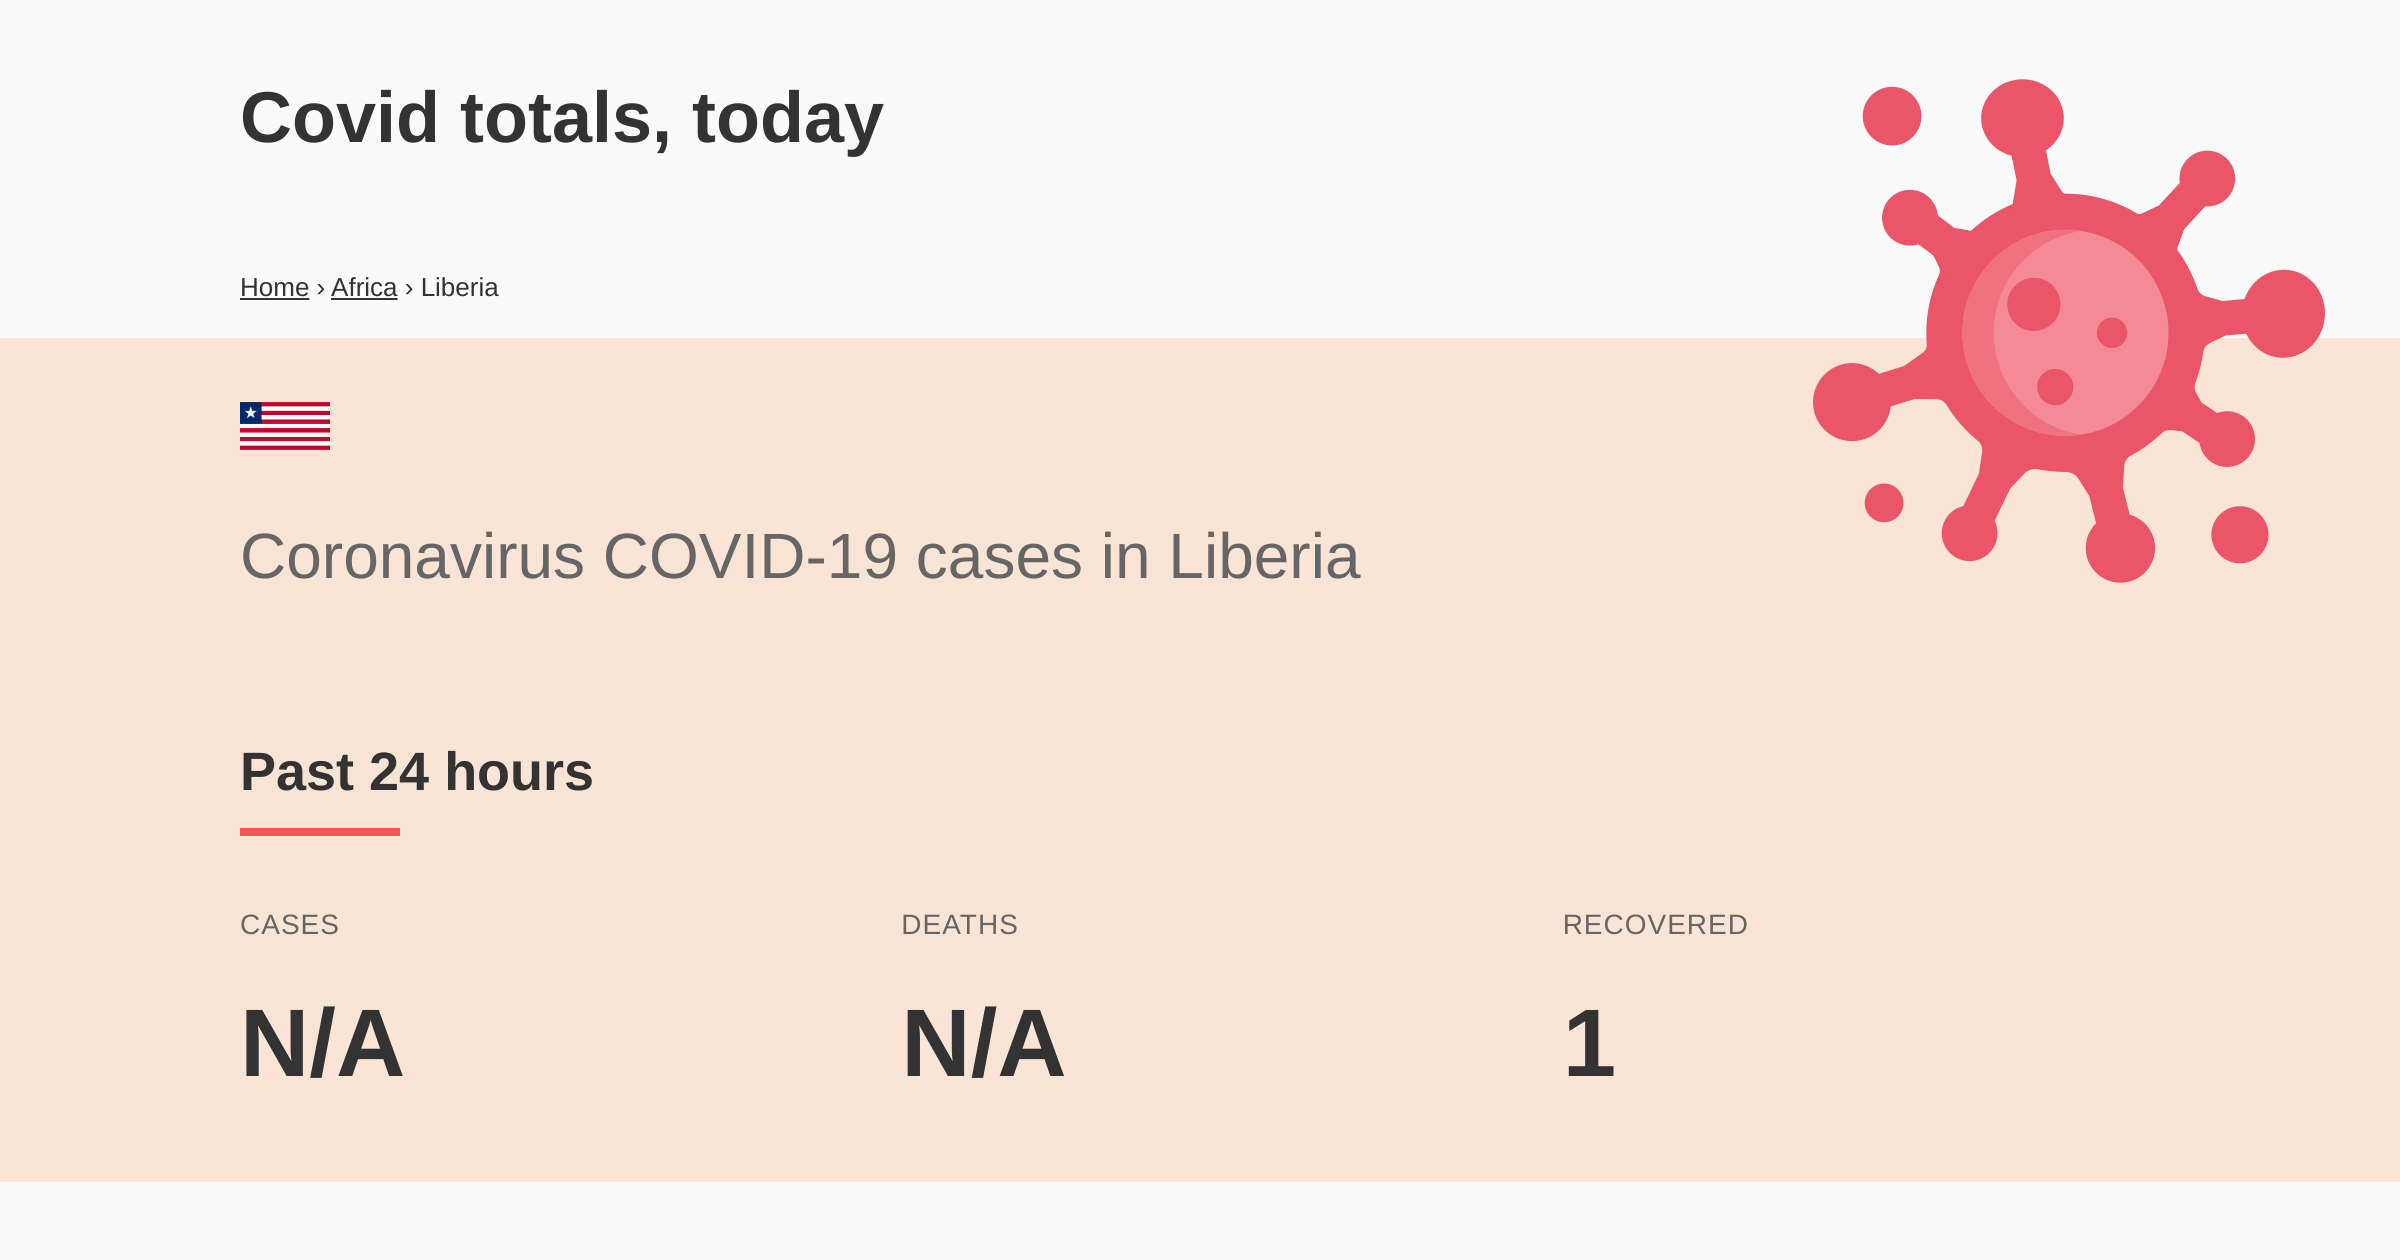 Covid totals, today
Home › Africa › Liberia
Coronavirus COVID-19 cases in Liberia
Past 24 hours
CASES
DEATHS
RECOVERED
N/A
N/A
1